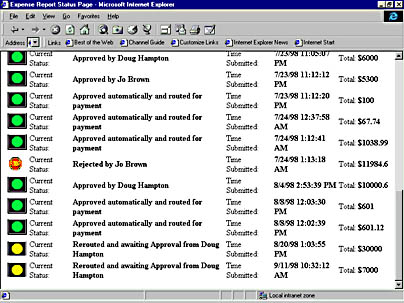 Expense Report Status Page - Microsoft Internet Explorer
File Edit View Go Favorites Help
Address Links Best of the Web Channel Guide Customize Links Internet Explorer News Internet Start
Current Status: Approved by Doug Hampton Time Submitted: 7/23/98 11:05:07 PM Total: $6000
Current Status: Approved by Jo Brown Time Submitted: 7/23/98 11:12:12 PM Total: $5300
Current Status: Approved automatically and routed for payment Time Submitted: 7/23/98 11:12:20 PM Total: $100
Current Status: Approved automatically and routed for payment Time Submitted: 7/24/98 12:37:58 AM Total: $67.74
Current Status: Approved automatically and routed for payment Time Submitted: 7/24/98 1:12:41 AM Total: $1038.99
Current Status: Rejected by Jo Brown Time Submitted: 7/24/98 1:13:18 AM Total: $11984.6
Current Status: Approved by Doug Hampton Time Submitted: 8/4/98 2:53:39 PM Total: $10000.6
Current Status: Approved automatically and routed for payment Time Submitted: 8/8/98 12:03:30 PM Total: $601
Current Status: Approved automatically and routed for payment Time Submitted: 8/8/98 12:02:39 PM Total: $601.12
Current Status: Rerouted and awaiting Approval from Doug Hampton Time Submitted: 8/20/98 1:03:55 PM Total: $30000
Current Status: Rerouted and awaiting Approval from Doug Hampton Time Submitted: 9/11/98 10:32:12 AM Total: $7000
Local intranet zone